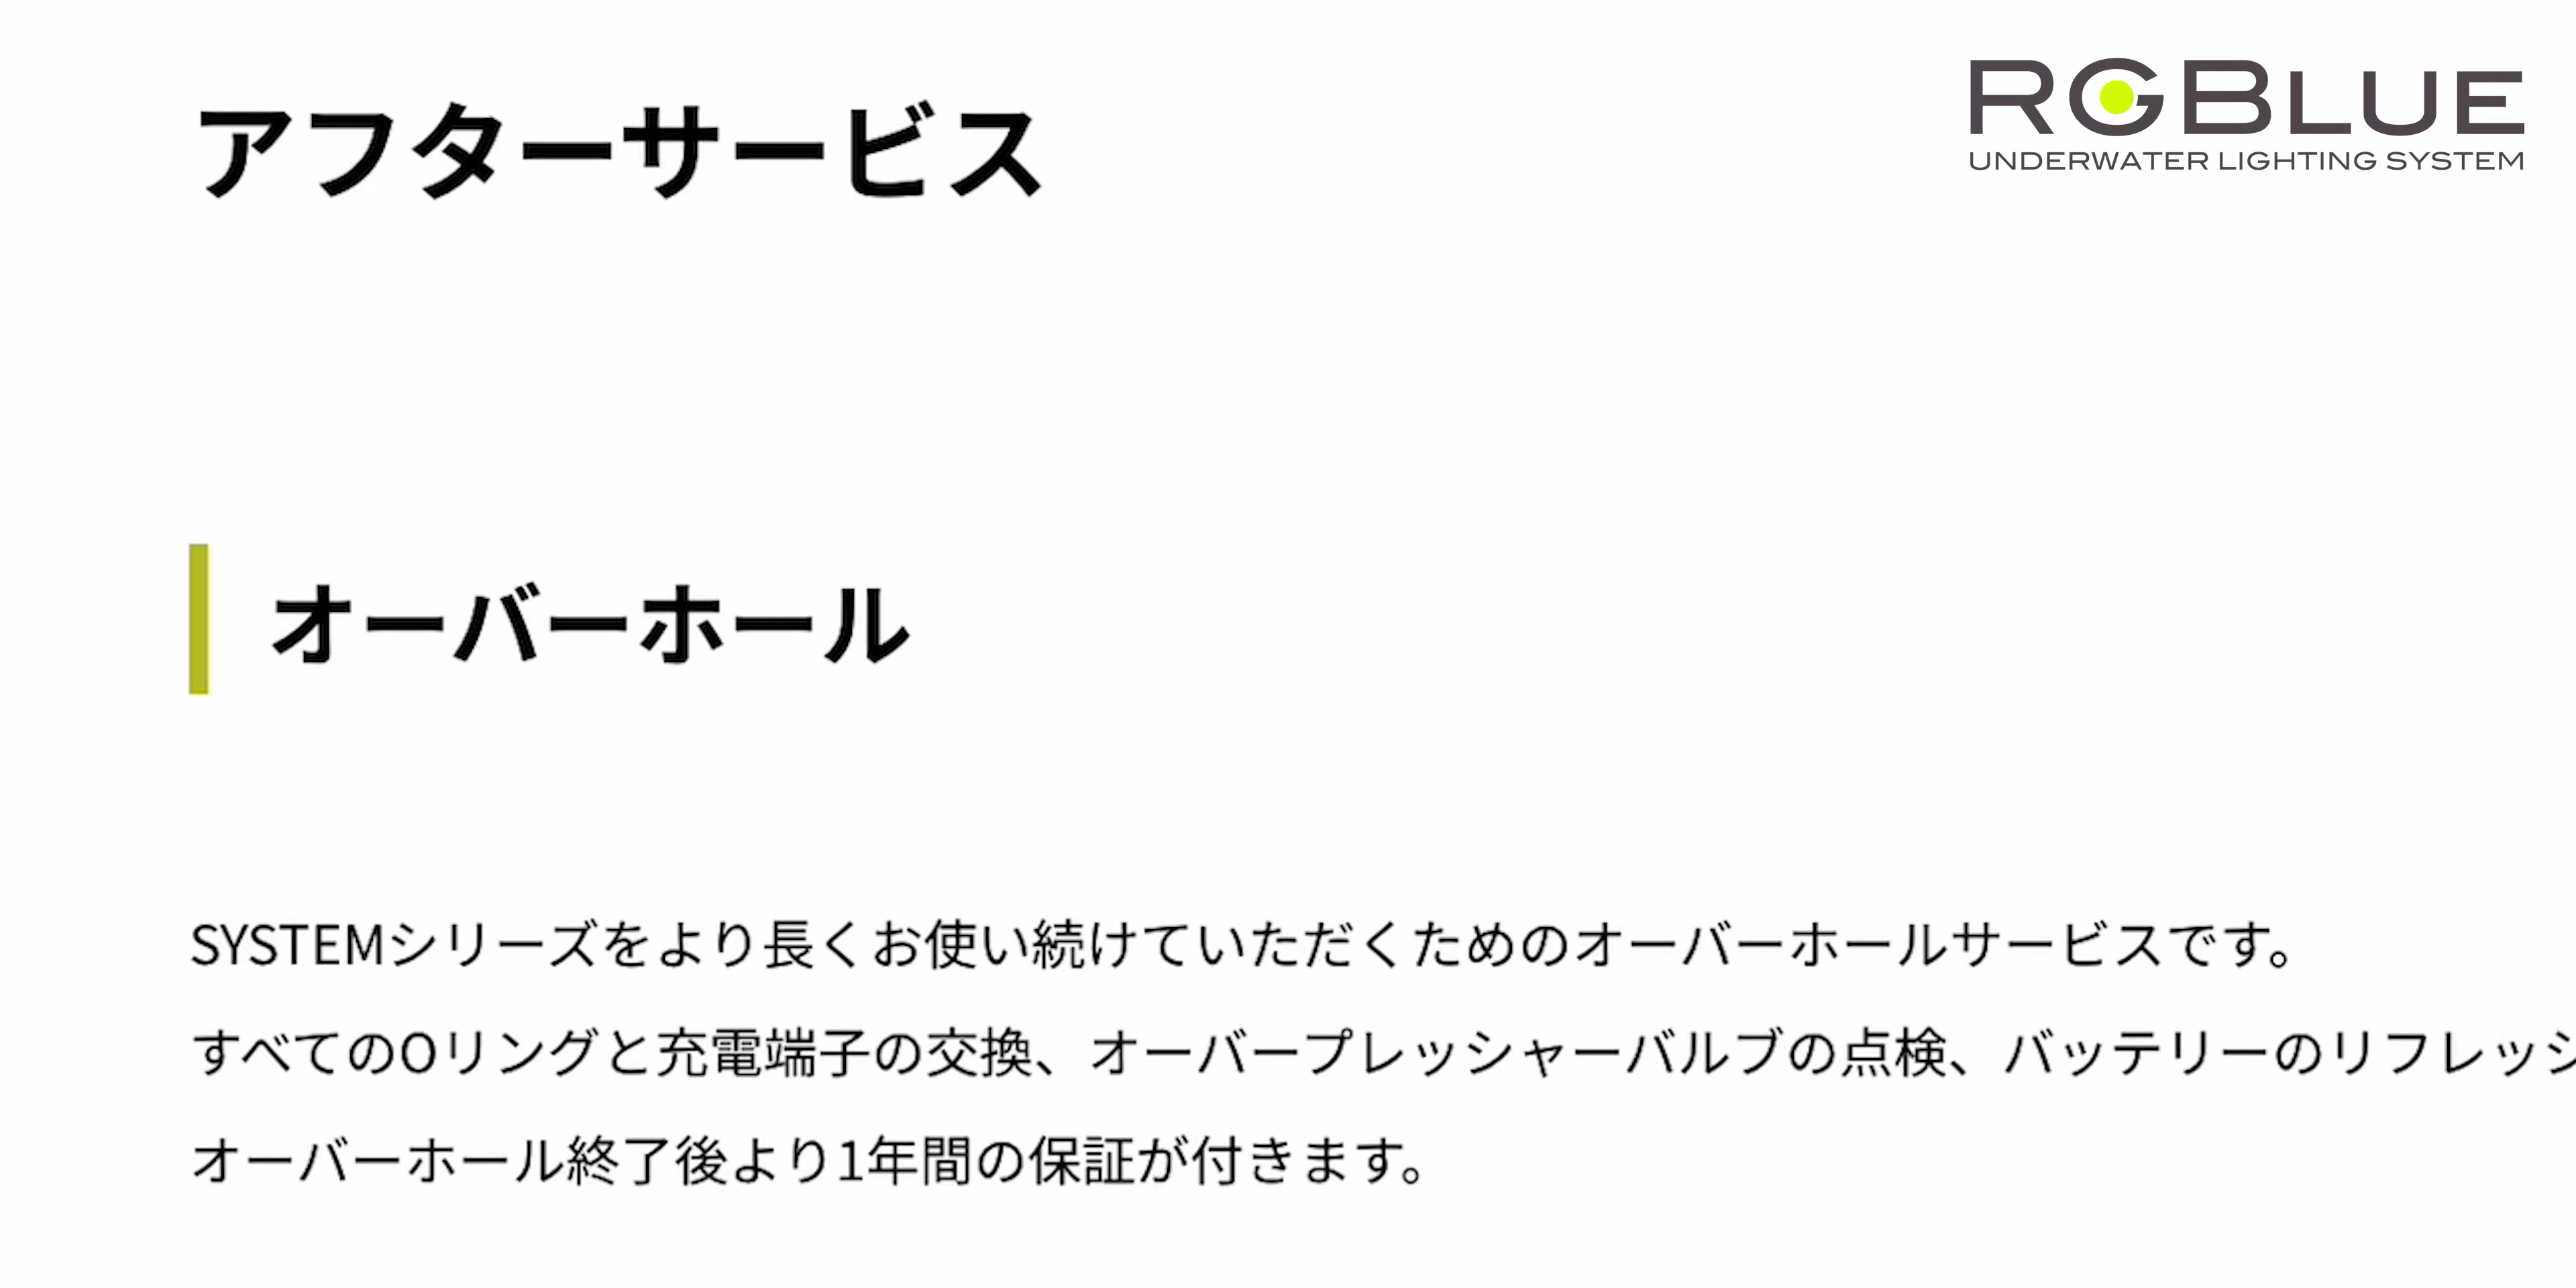 RGBLUE
UNDERWATER LIGHTING SYSTEM
アフターサービス
オーバーホール
SYSTEMシリーズをより長くお使い続けていただくためのオーバーホールサービスです。
すべてのOリングと充電端子の交換、オーバープレッシャーバルブの点検、バッテリーのリフレッシ
オーバーホール終了後より1年間の保証が付きます。